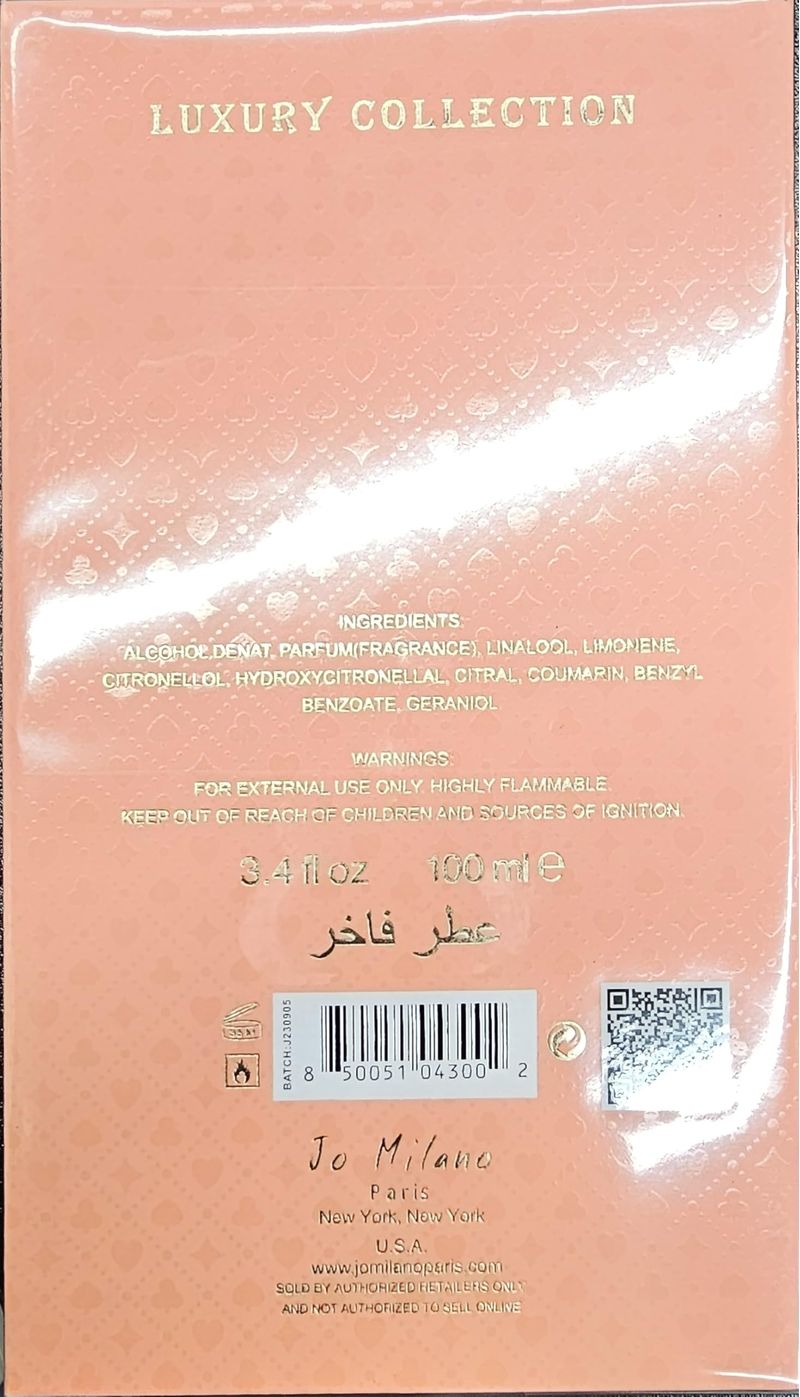 LUXURY COLLECTION
INGREDIENTS:
ALCOHOL DENAT, PARFUM(FRAGRANCE), LINALOOL, LIMONENE,
CITRONELLOL, HYDROXYCITRONELLAL, CITRAL, COUMARIN, BENZYL
BENZOATE, GERANIOL
WARNINGS:
FOR EXTERNAL USE ONLY. HIGHLY FLAMMABLE.
KEEP OUT OF REACH OF CHILDREN AND SOURCES OF IGNITION.
3.4 fl oz 100 ml e
عطر فاخر
BATCH:J230905
8 50051 04300 2
Jo Milano
Paris
New York, New York
U.S.A.
www.jomilanoparis.com
SOLD BY AUTHORIZED RETAILERS ONLY
AND NOT AUTHORIZED TO SELL ONLINE